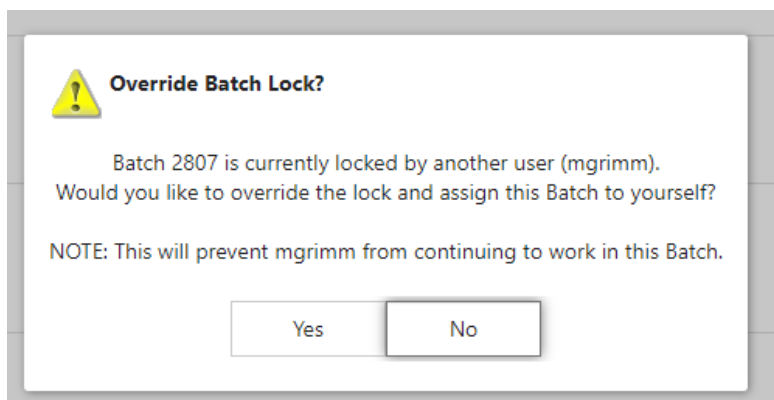 Override Batch Lock?
Batch 2807 is currently locked by another user (mgrimm).
Would you like to override the lock and assign this Batch to yourself?
NOTE: This will prevent mgrimm from continuing to work in this Batch.
Yes
No